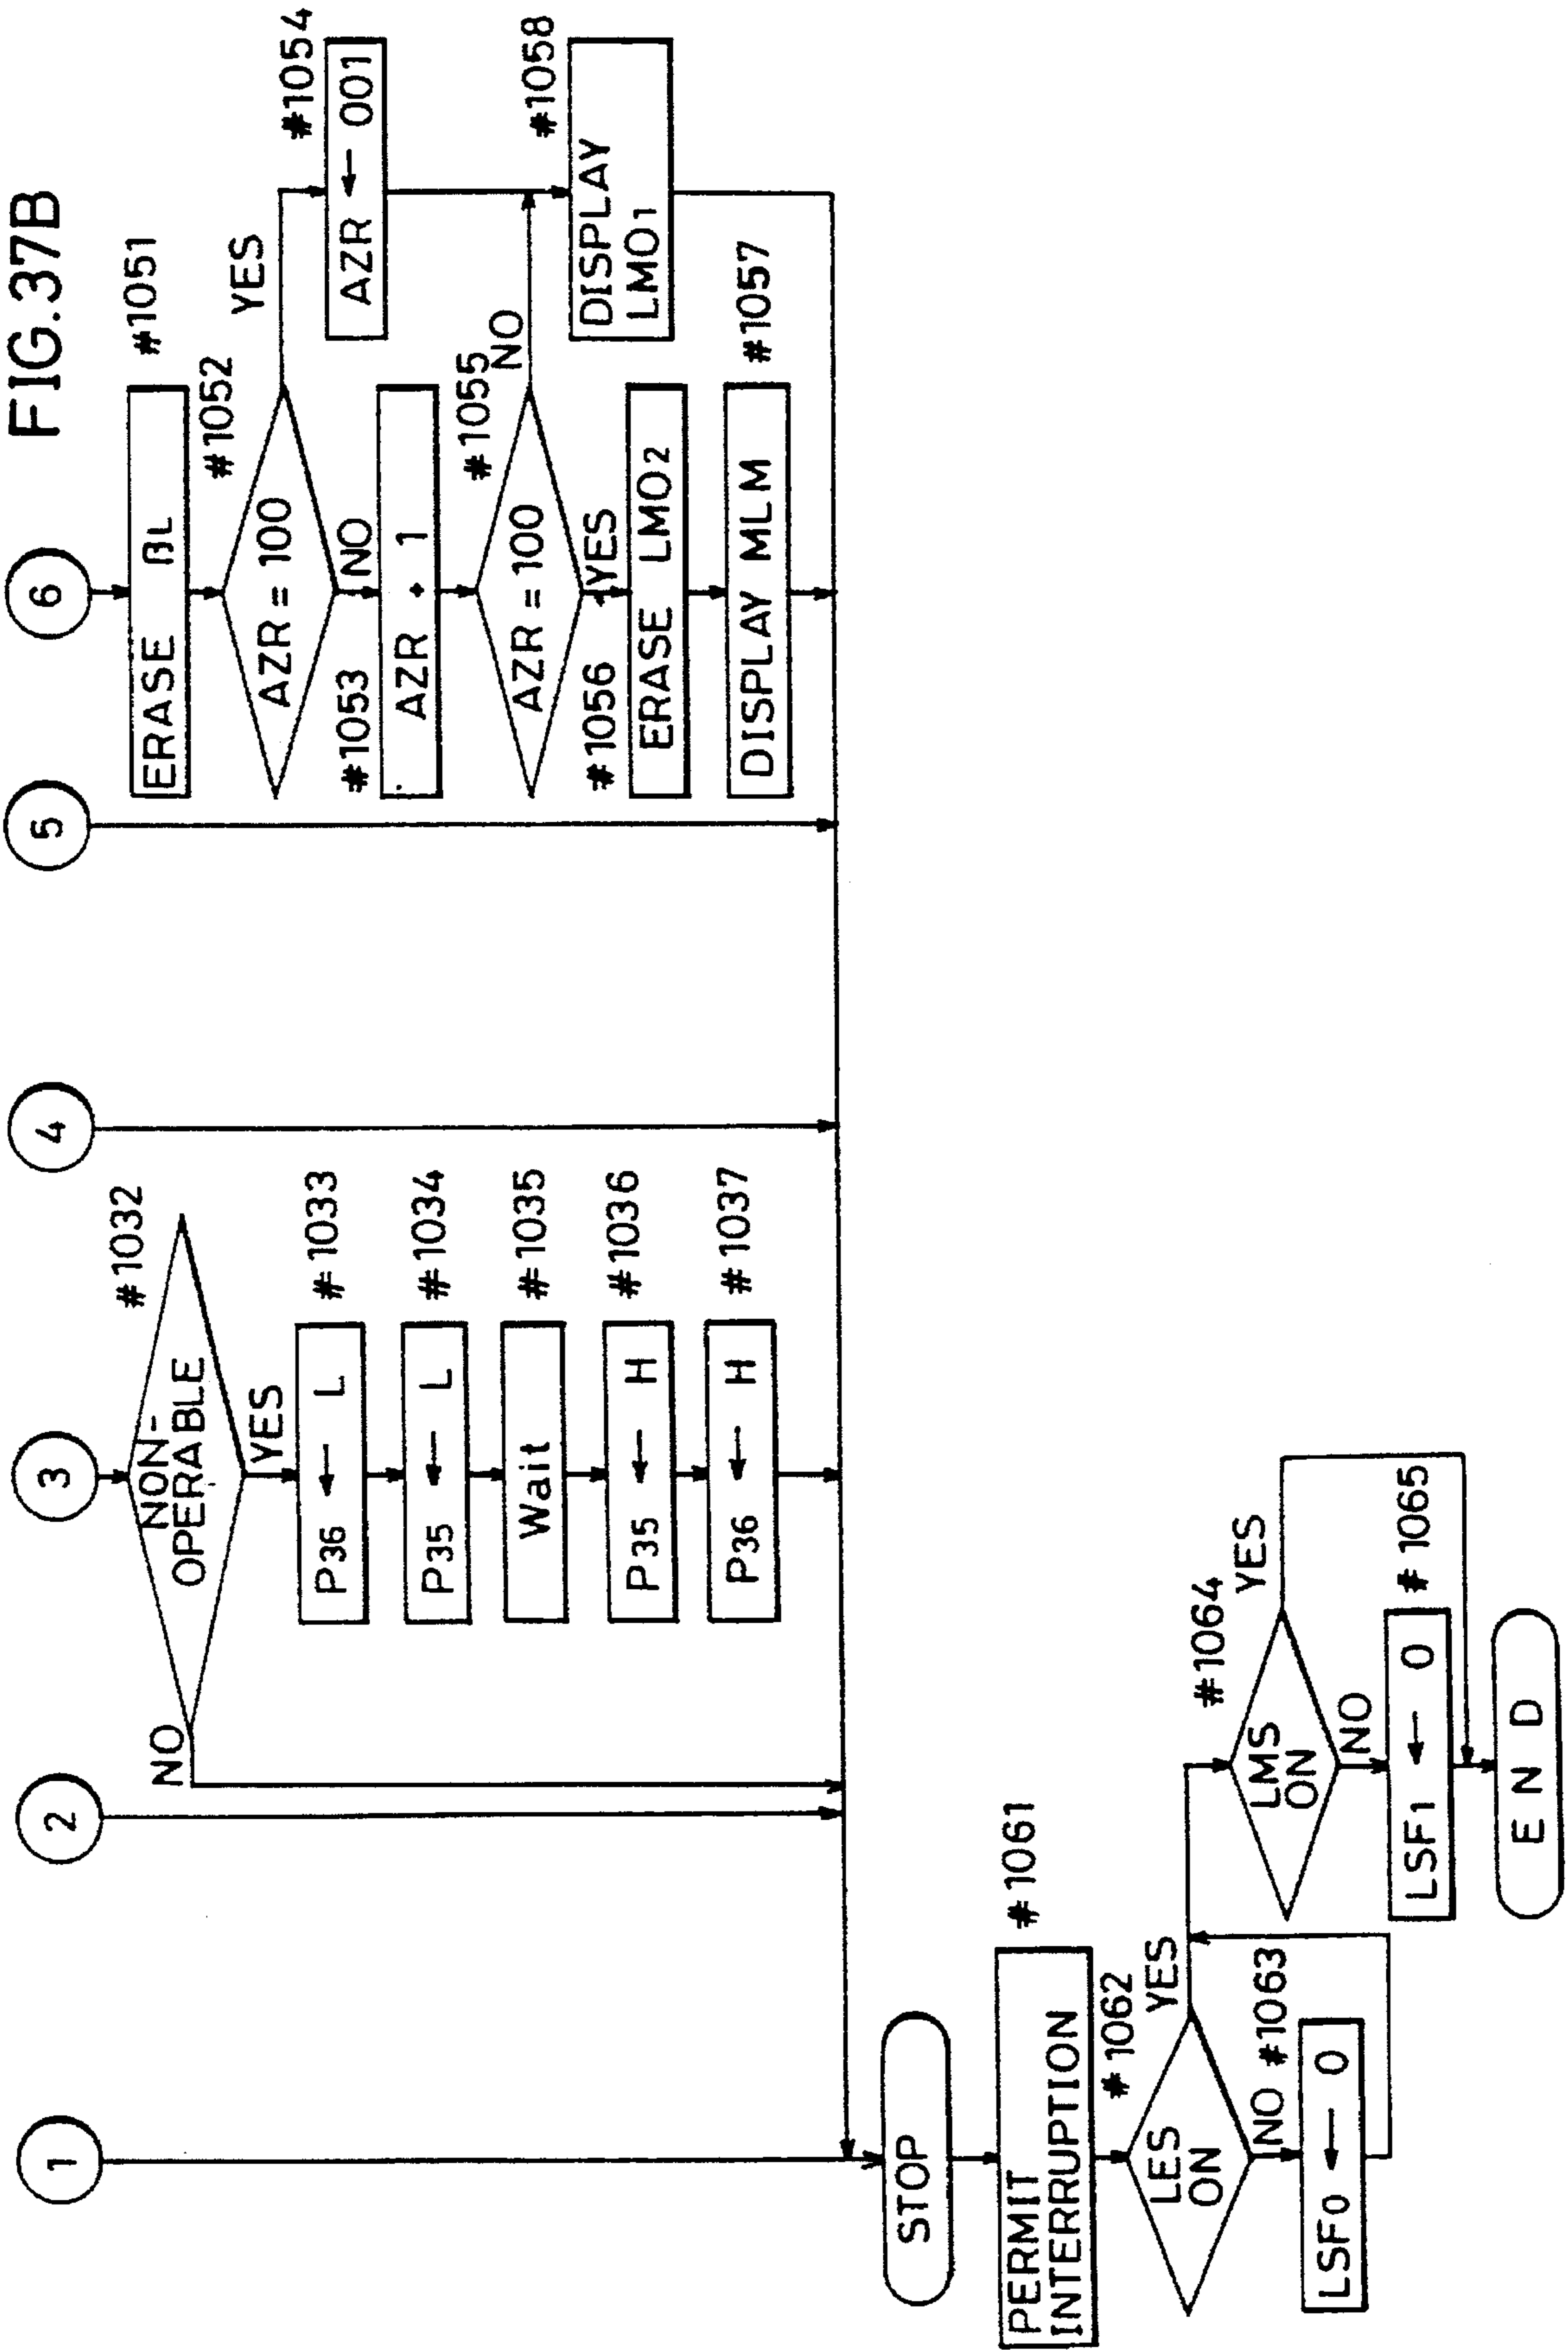 FIG.37B
1
2
3
4
5
6
NO
NON-
OPERABLE
#1032
YES
P36 ← L
#1033
P35 ← L
#1034
Wait
#1035
P35 ← H
#1036
P36 ← H
#1037
ERASE BL
#1051
AZR = 100
#1052
YES
NO
AZR ← 001
#1054
#1053
AZR + 1
AZR = 100
#1055
NO
YES
#1056
ERASE LMO2
DISPLAY
LMO1
#1058
DISPLAY MLM
#1057
STOP
PERMIT
INTERRUPTION
#1061
LES
ON
#1062
YES
NO
#1063
LSF0 ← 0
LMS
ON
#1064
YES
NO
LSF1 ← 0
#1065
END